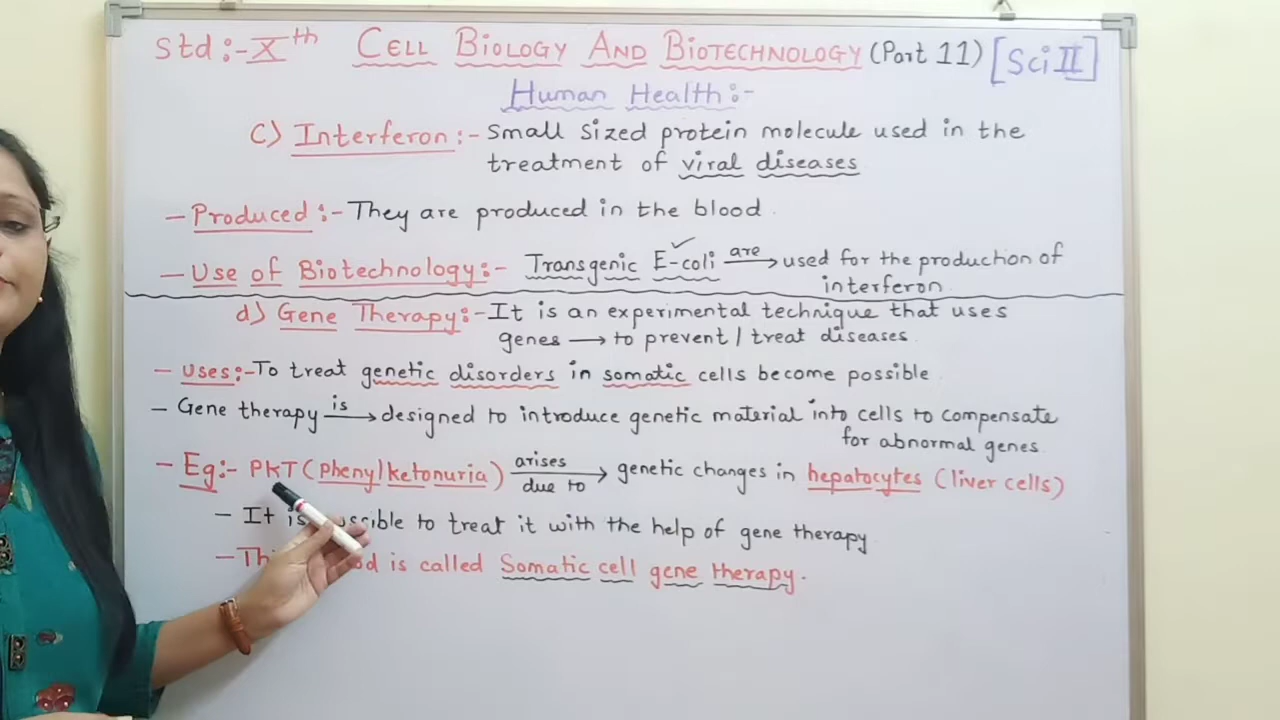 Std:- Xth CELL BIOLOGY AND BIOTECHNOLOGY (Part 11) [Sci II]
Human Health:-
C) Interferon:- Small sized protein molecule used in the
treatment of viral diseases
- Produced:- They are produced in the blood.
- Use of Biotechnology:- Transgenic E-coli ✓ are → used for the production of
interferon.
d) Gene Therapy:- It is an experimental technique that uses
genes → to prevent / treat diseases.
- Uses:- To treat genetic disorders in somatic cells become possible.
- Gene therapy is → designed to introduce genetic material into cells to compensate
for abnormal genes.
- Eg:- PKT (phenylketonuria) arises due to → genetic changes in hepatocytes (liver cells)
- It is to treat it with the help of gene therapy
- is called Somatic cell gene therapy.